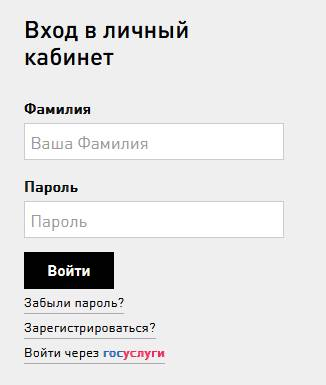 Вход в личный
кабинет
Фамилия
Ваша Фамилия
Пароль
Пароль
Войти
Забыли пароль?
Зарегистрироваться?
Войти через госуслуги